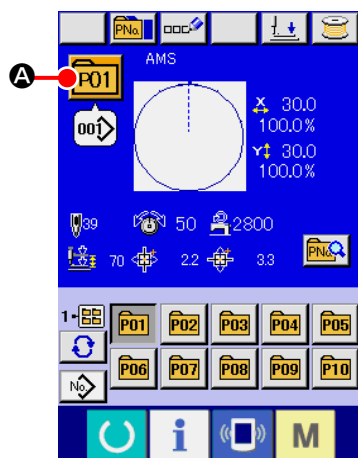 PNo.
AMS
A
P01
001
X 30.0
100.0%
Y 30.0
100.0%
39 50 2800
70 2.2 3.3
PNo.
1-
P01 P02 P03 P04 P05
P06 P07 P08 P09 P10
No.
i M